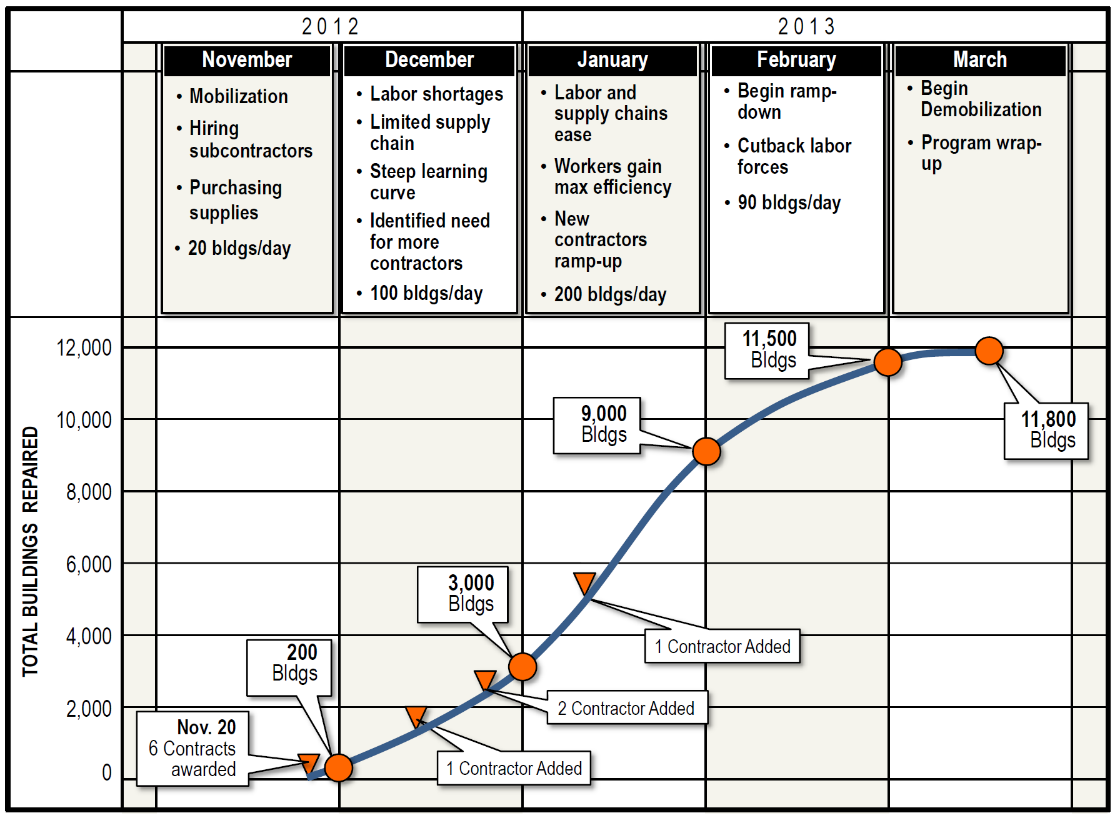 2012
2013
November
• Mobilization
• Hiring
subcontractors
• Purchasing
supplies
• 20 bldgs/day
December
• Labor shortages
• Limited supply
chain
• Steep learning
curve
• Identified need
for more
contractors
• 100 bldgs/day
January
• Labor and
supply chains
ease
• Workers gain
max efficiency
• New
contractors
ramp-up
• 200 bldgs/day
February
• Begin ramp-
down
• Cutback labor
forces
• 90 bldgs/day
March
• Begin
Demobilization
• Program wrap-
up
TOTAL BUILDINGS REPAIRED
12,000
10,000
8,000
6,000
4,000
2,000
0
Nov. 20
6 Contracts
awarded
200
Bldgs
1 Contractor Added
2 Contractor Added
3,000
Bldgs
1 Contractor Added
9,000
Bldgs
11,500
Bldgs
11,800
Bldgs